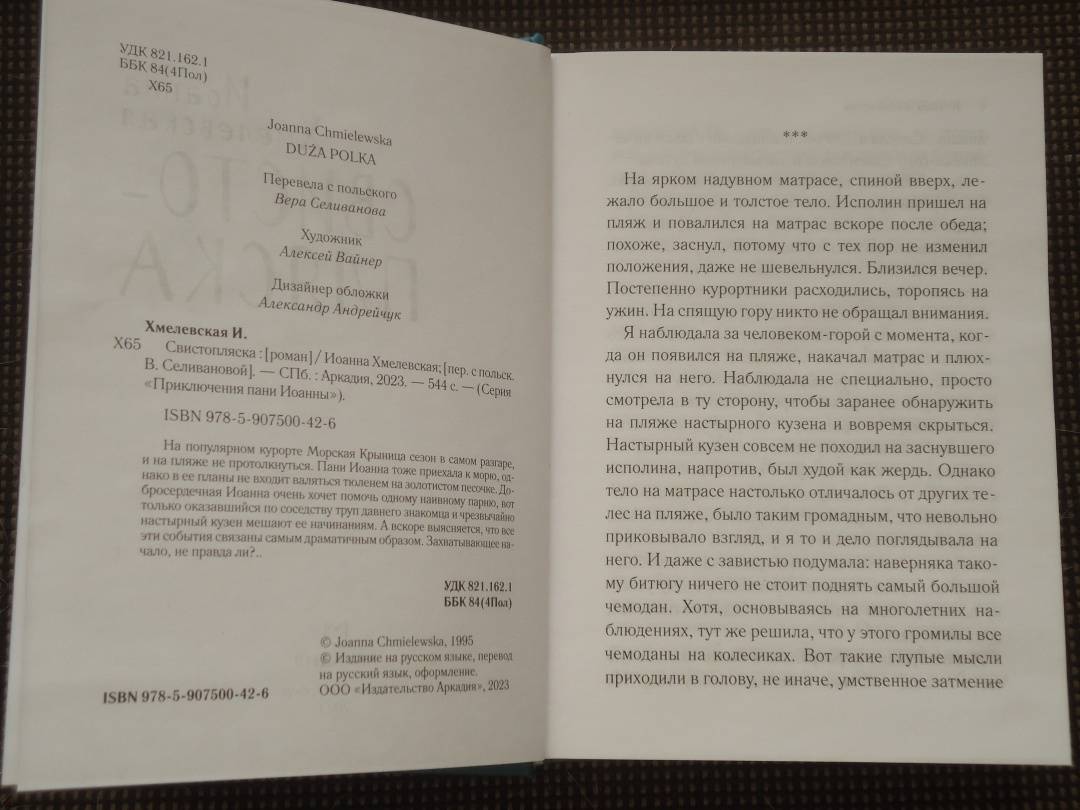 УДК 821.162.1
ББК 84(4Пол)
Х65
Joanna Chmielewska
DUŻA POLKA
Перевела с польского
Вера Селиванова
Художник
Алексей Вайнер
Дизайнер обложки
Александр Андрейчук
Хмелевская И.
Х65 Свистопляска : [роман] / Иоанна Хмелевская; [пер. с польск.
В. Селивановой]. — СПб. : Аркадия, 2023. — 544 с. — (Серия
«Приключения пани Иоанны»).
ISBN 978-5-907500-42-6
На популярном курорте Морская Крыница сезон в самом разгаре,
и на пляже не протолкнуться. Пани Иоанна тоже приехала к морю, од-
нако в ее планы не входит валяться тюленем на золотистом песочке. До-
бросердечная Иоанна очень хочет помочь одному наивному парню, вот
только оказавшийся по соседству труп давнего знакомца и чрезвычайно
настырный кузен мешают ее начинаниям. А вскоре выясняется, что все
эти события связаны самым драматичным образом. Захватывающее на-
чало, не правда ли?..
УДК 821.162.1
ББК 84(4Пол)
© Joanna Chmielewska, 1995
© Издание на русском языке, перевод
на русский язык, оформление.
ООО «Издательство Аркадия», 2023
ISBN 978-5-907500-42-6
***
На ярком надувном матрасе, спиной вверх, ле-
жало большое и толстое тело. Исполин пришел на
пляж и повалился на матрас вскоре после обеда;
похоже, заснул, потому что с тех пор не изменил
положения, даже не шевельнулся. Близился вечер.
Постепенно курортники расходились, торопясь на
ужин. На спящую гору никто не обращал внимания.
Я наблюдала за человеком-горой с момента, ког-
да он появился на пляже, накачал матрас и плюх-
нулся на него. Наблюдала не специально, просто
смотрела в ту сторону, чтобы заранее обнаружить
на пляже настырного кузена и вовремя скрыться.
Настырный кузен совсем не походил на заснувшего
исполина, напротив, был худой как жердь. Однако
тело на матрасе настолько отличалось от других те-
лес на пляже, было таким громадным, что невольно
приковывало взгляд, и я то и дело поглядывала на
него. И даже с завистью подумала: наверняка тако-
му битюгу ничего не стоит поднять самый большой
чемодан. Хотя, основываясь на многолетних на-
блюдениях, тут же решила, что у этого громилы все
чемоданы на колесиках. Вот такие глупые мысли
приходили в голову, не иначе, умственное затмение